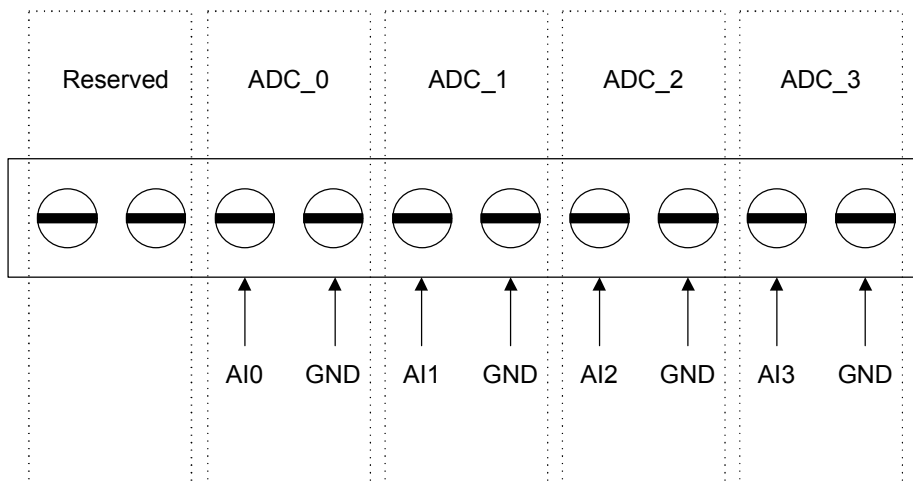 Reserved ADC_0 ADC_1 ADC_2 ADC_3
AI0 GND AI1 GND AI2 GND AI3 GND